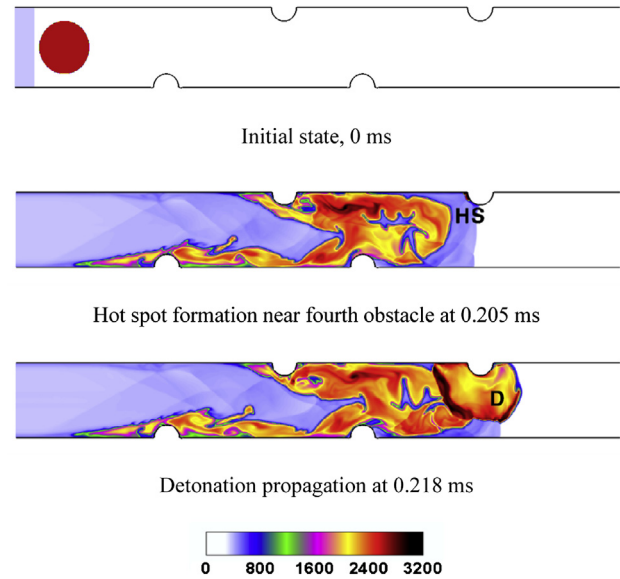 Initial state, 0 ms
HS
Hot spot formation near fourth obstacle at 0.205 ms
D
Detonation propagation at 0.218 ms
0 800 1600 2400 3200